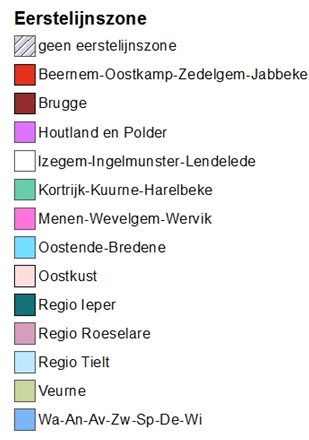 Eerstelijnszone
geen eerstelijnszone
Beernem-Oostkamp-Zedelgem-Jabbeke
Brugge
Houtland en Polder
Izegem-Ingelmunster-Lendelede
Kortrijk-Kuurne-Harelbeke
Menen-Wevelgem-Wervik
Oostende-Bredene
Oostkust
Regio Ieper
Regio Roeselare
Regio Tielt
Veurne
Wa-An-Av-Zw-Sp-De-Wi